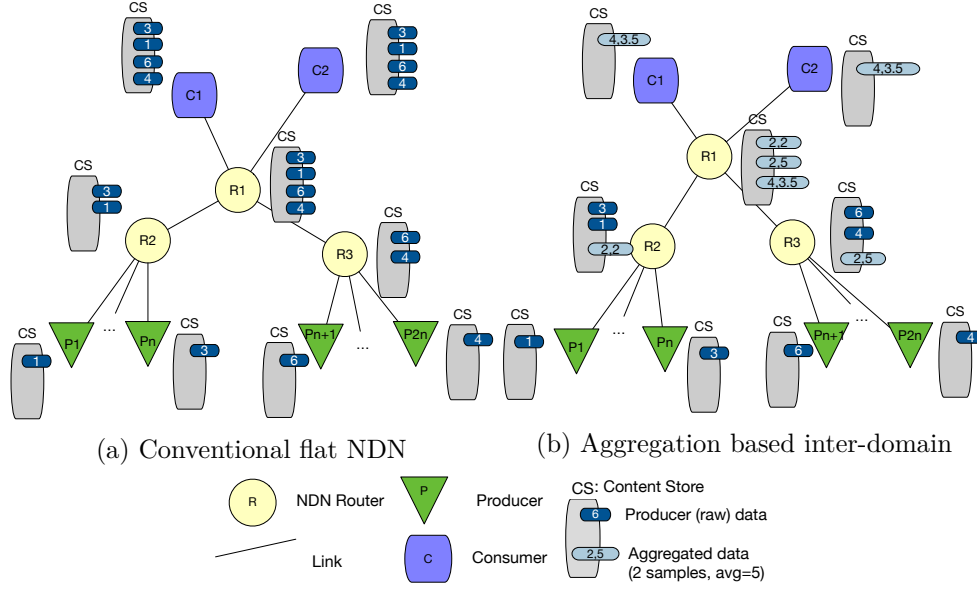 CS
3
1
6
4
C1
C2
CS
3
1
6
4
CS
3
1
6
4
R1
CS
3
1
R2
R3
CS
6
4
CS
1
P1
...
Pn
CS
3
CS
6
Pn+1
...
P2n
CS
4
(a) Conventional flat NDN
CS
4,3.5
C1
C2
CS
4,3.5
R1
CS
2,2
2,5
4,3.5
CS
3
1
2,2
R2
R3
CS
6
4
2,5
CS
1
P1
...
Pn
CS
3
CS
6
Pn+1
...
P2n
CS
4
(b) Aggregation based inter-domain
R
NDN Router
P
Producer
Link
C
Consumer
CS: Content Store
6
Producer (raw) data
2,5
Aggregated data
(2 samples, avg=5)